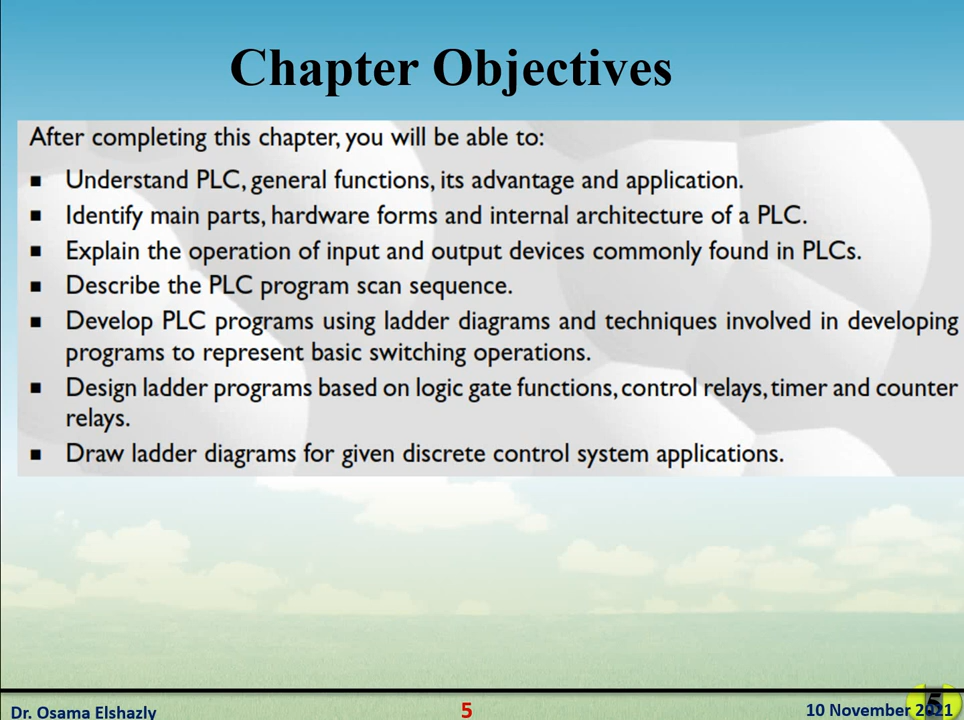 Chapter Objectives
After completing this chapter, you will be able to:
▪ Understand PLC, general functions, its advantage and application.
▪ Identify main parts, hardware forms and internal architecture of a PLC.
▪ Explain the operation of input and output devices commonly found in PLCs.
▪ Describe the PLC program scan sequence.
▪ Develop PLC programs using ladder diagrams and techniques involved in developing
programs to represent basic switching operations.
▪ Design ladder programs based on logic gate functions, control relays, timer and counter
relays.
▪ Draw ladder diagrams for given discrete control system applications.
5
Dr. Osama Elshazly
5
10 November 2021